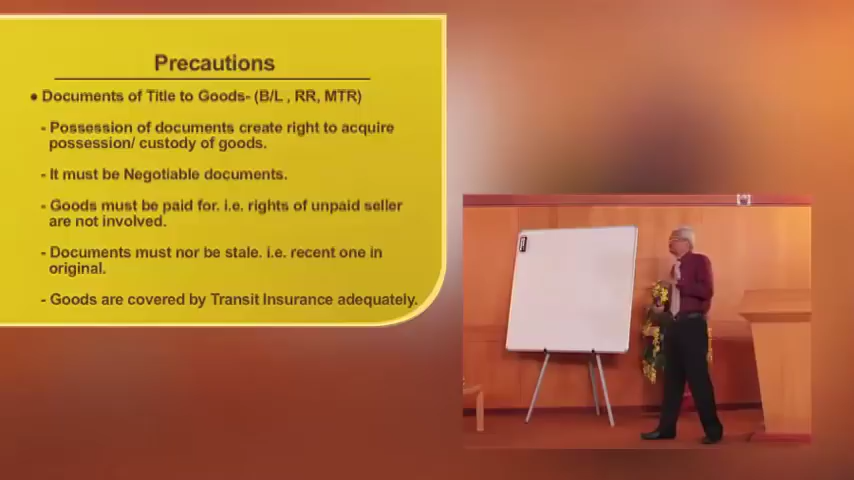 Precautions
• Documents of Title to Goods- (B/L , RR, MTR)
- Possession of documents create right to acquire
possession/ custody of goods.
- It must be Negotiable documents.
- Goods must be paid for. i.e. rights of unpaid seller
are not involved.
- Documents must nor be stale. i.e. recent one in
original.
- Goods are covered by Transit Insurance adequately.